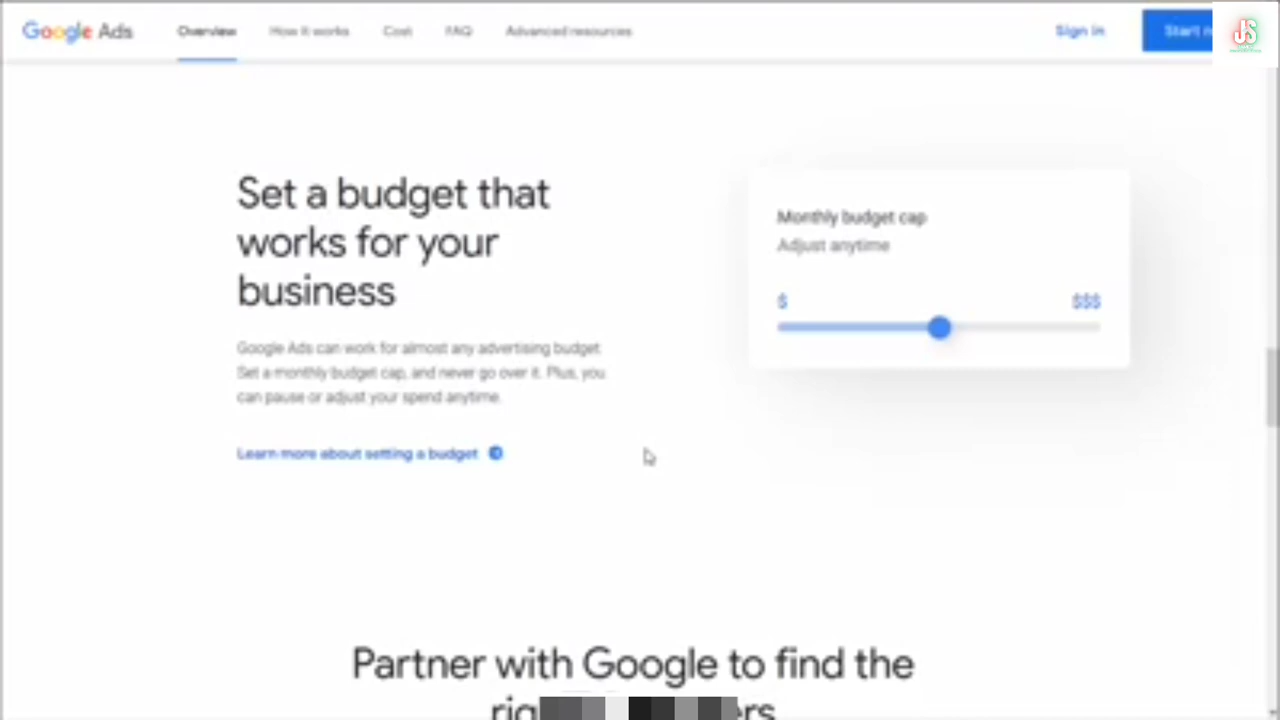 Google Ads
Overview
How it works
Cost
FAQ
Advanced resources
Sign in
Start
JS
Set a budget that
works for your
business
Google Ads can work for almost any advertising budget.
Set a monthly budget cap, and never go over it. Plus, you
can pause or adjust your spend anytime.
Learn more about setting a budget
Monthly budget cap
Adjust anytime
$ $$$
Partner with Google to find the